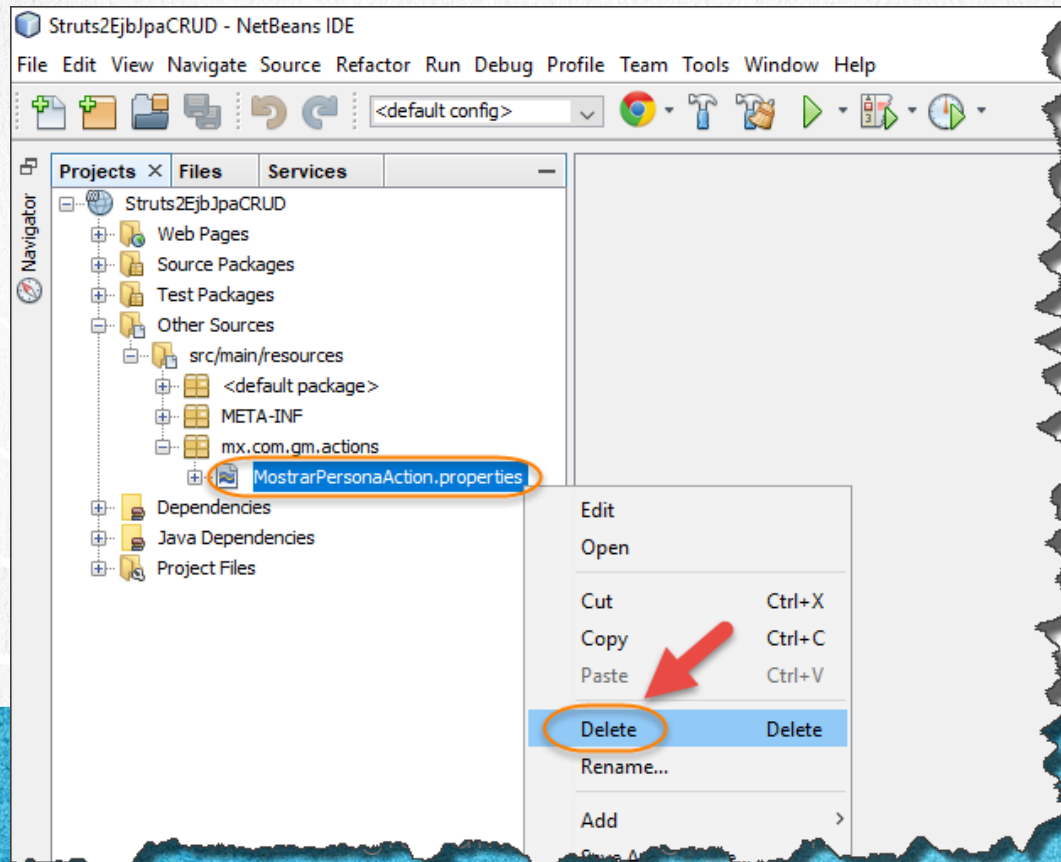 Struts2EjbJpaCRUD - NetBeans IDE
File Edit View Navigate Source Refactor Run Debug Profile Team Tools Window Help
<default config>
Projects Files Services
Navigator
Struts2EjbJpaCRUD
Web Pages
Source Packages
Test Packages
Other Sources
src/main/resources
<default package>
META-INF
mx.com.gm.actions
MostrarPersonaAction.properties
Dependencies
Java Dependencies
Project Files
Edit
Open
Cut Ctrl+X
Copy Ctrl+C
Paste Ctrl+V
Delete Delete
Rename...
Add